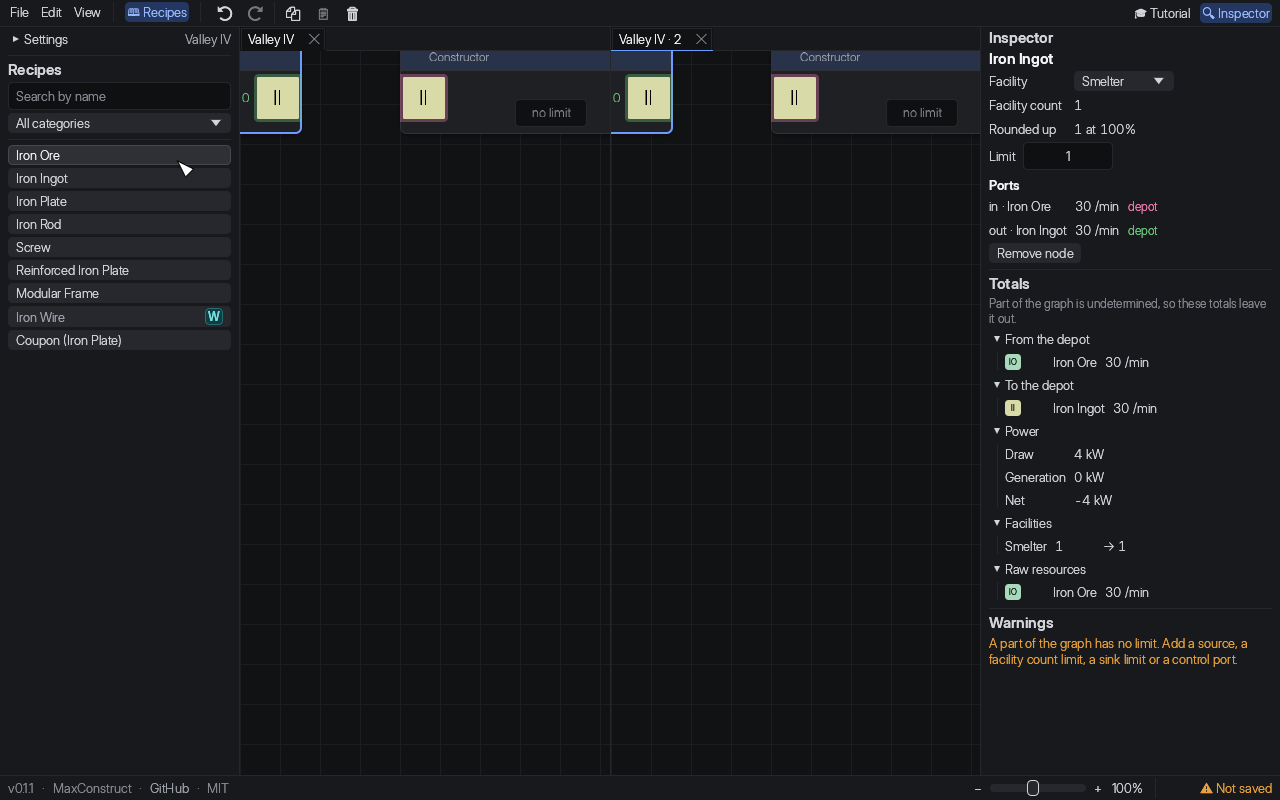 File Edit View Recipes Tutorial Inspector
Settings Valley IV
Recipes
Search by name
All categories
Iron Ore
Iron Ingot
Iron Plate
Iron Rod
Screw
Reinforced Iron Plate
Modular Frame
Iron Wire W
Coupon (Iron Plate)
Valley IV
Constructor
0 II II
no limit
Valley IV · 2
Constructor
0 II II
no limit
Inspector
Iron Ingot
Facility Smelter
Facility count 1
Rounded up 1 at 100%
Limit 1
Ports
in · Iron Ore 30 /min depot
out · Iron Ingot 30 /min depot
Remove node
Totals
Part of the graph is undetermined, so these totals leave
it out.
From the depot
IO Iron Ore 30 /min
To the depot
II Iron Ingot 30 /min
Power
Draw 4 kW
Generation 0 kW
Net -4 kW
Facilities
Smelter 1 → 1
Raw resources
IO Iron Ore 30 /min
Warnings
A part of the graph has no limit. Add a source, a
facility count limit, a sink limit or a control port.
v0.1.1 · MaxConstruct · GitHub · MIT
− + 100% Not saved